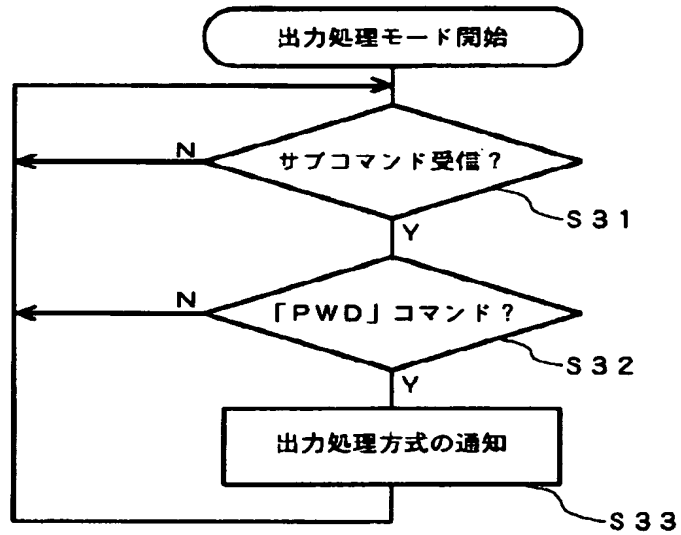 出力処理モード開始
N
サブコマンド受信？
S31
Y
N
「PWD」コマンド？
S32
Y
出力処理方式の通知
S33